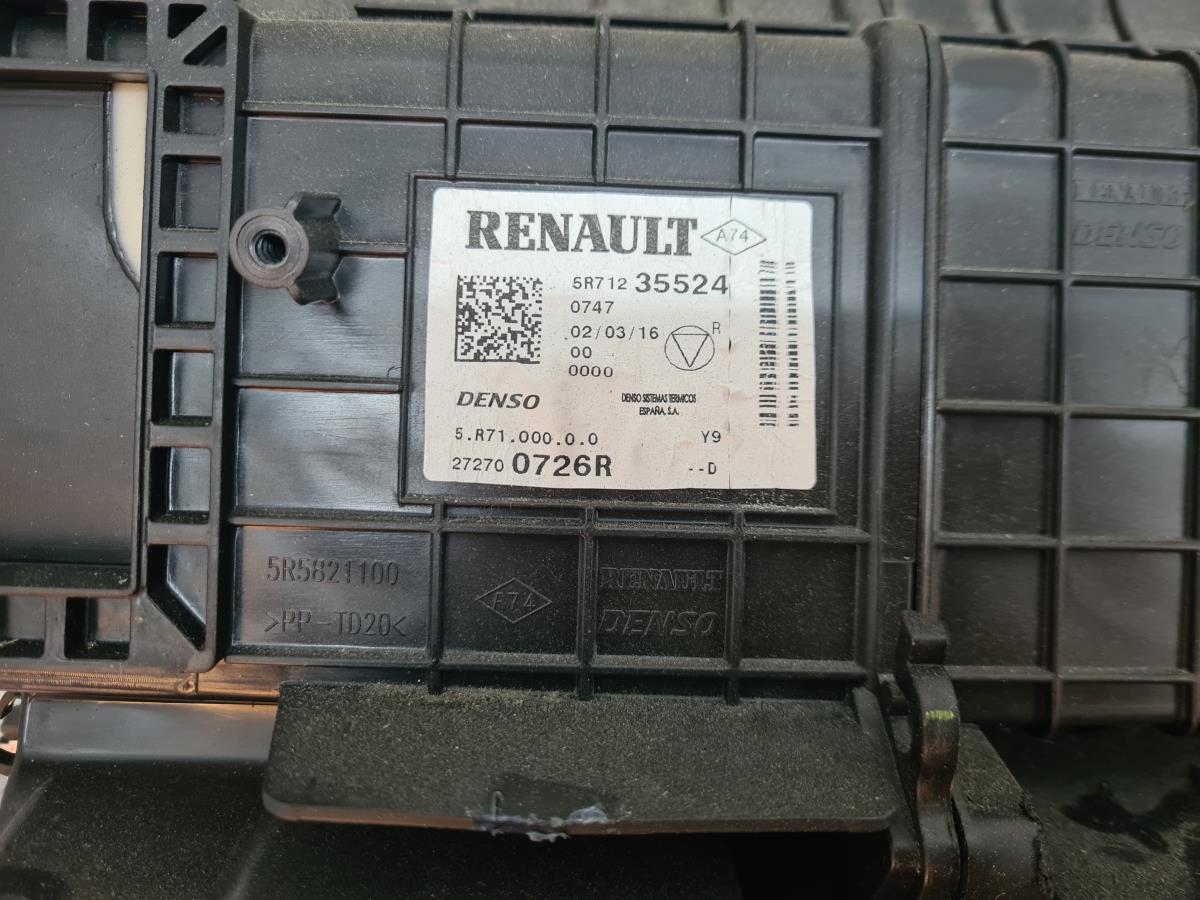 RENAULT A74
5R712 35524
0747
02/03/16 R
00
0000
DENSO
DENSO SISTEMAS TERMICOS
ESPAÑA, S.A.
5.R71.000.0.0 Y9
27270 0726R --D
RENAULT
DENSO
5R5821100
>PP-TD20<
F74
RENAULT
DENSO